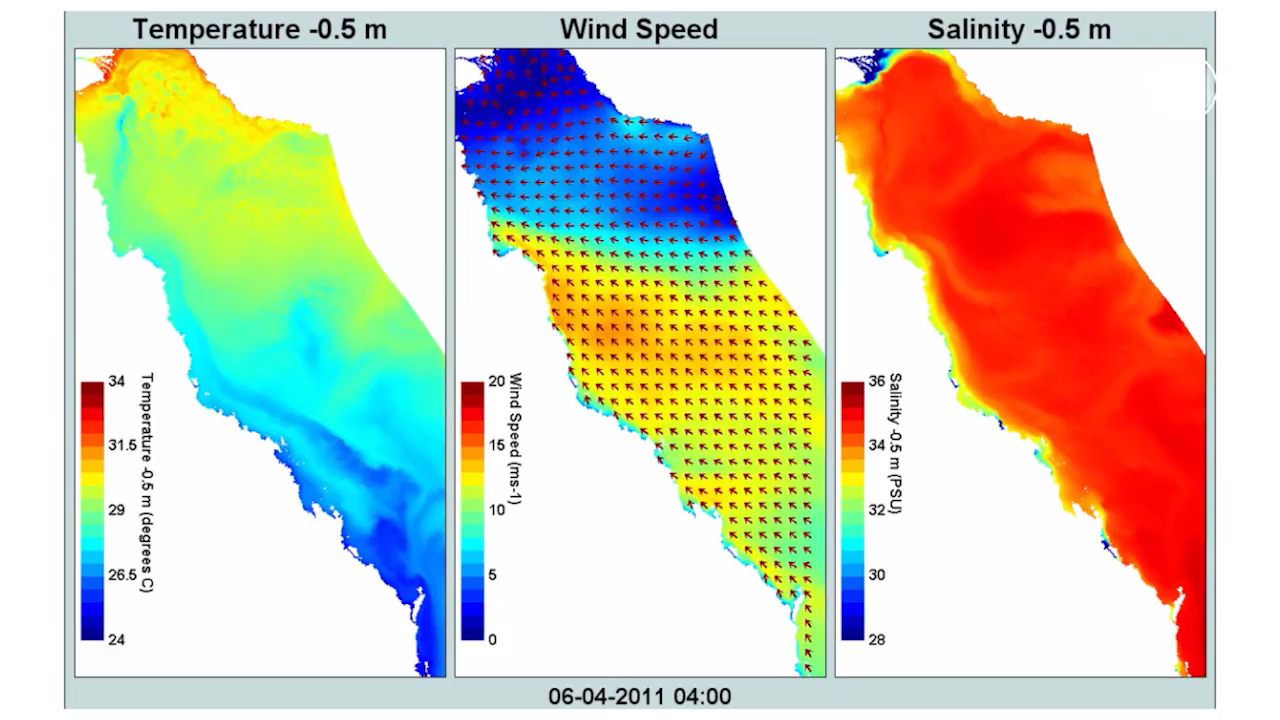 Temperature -0.5 m
Wind Speed
Salinity -0.5 m
34
31.5
29
26.5
24
Temperature -0.5 m (degrees C)
20
15
10
5
0
Wind Speed (ms-1)
36
34
32
30
28
Salinity -0.5 m (PSU)
06-04-2011 04:00